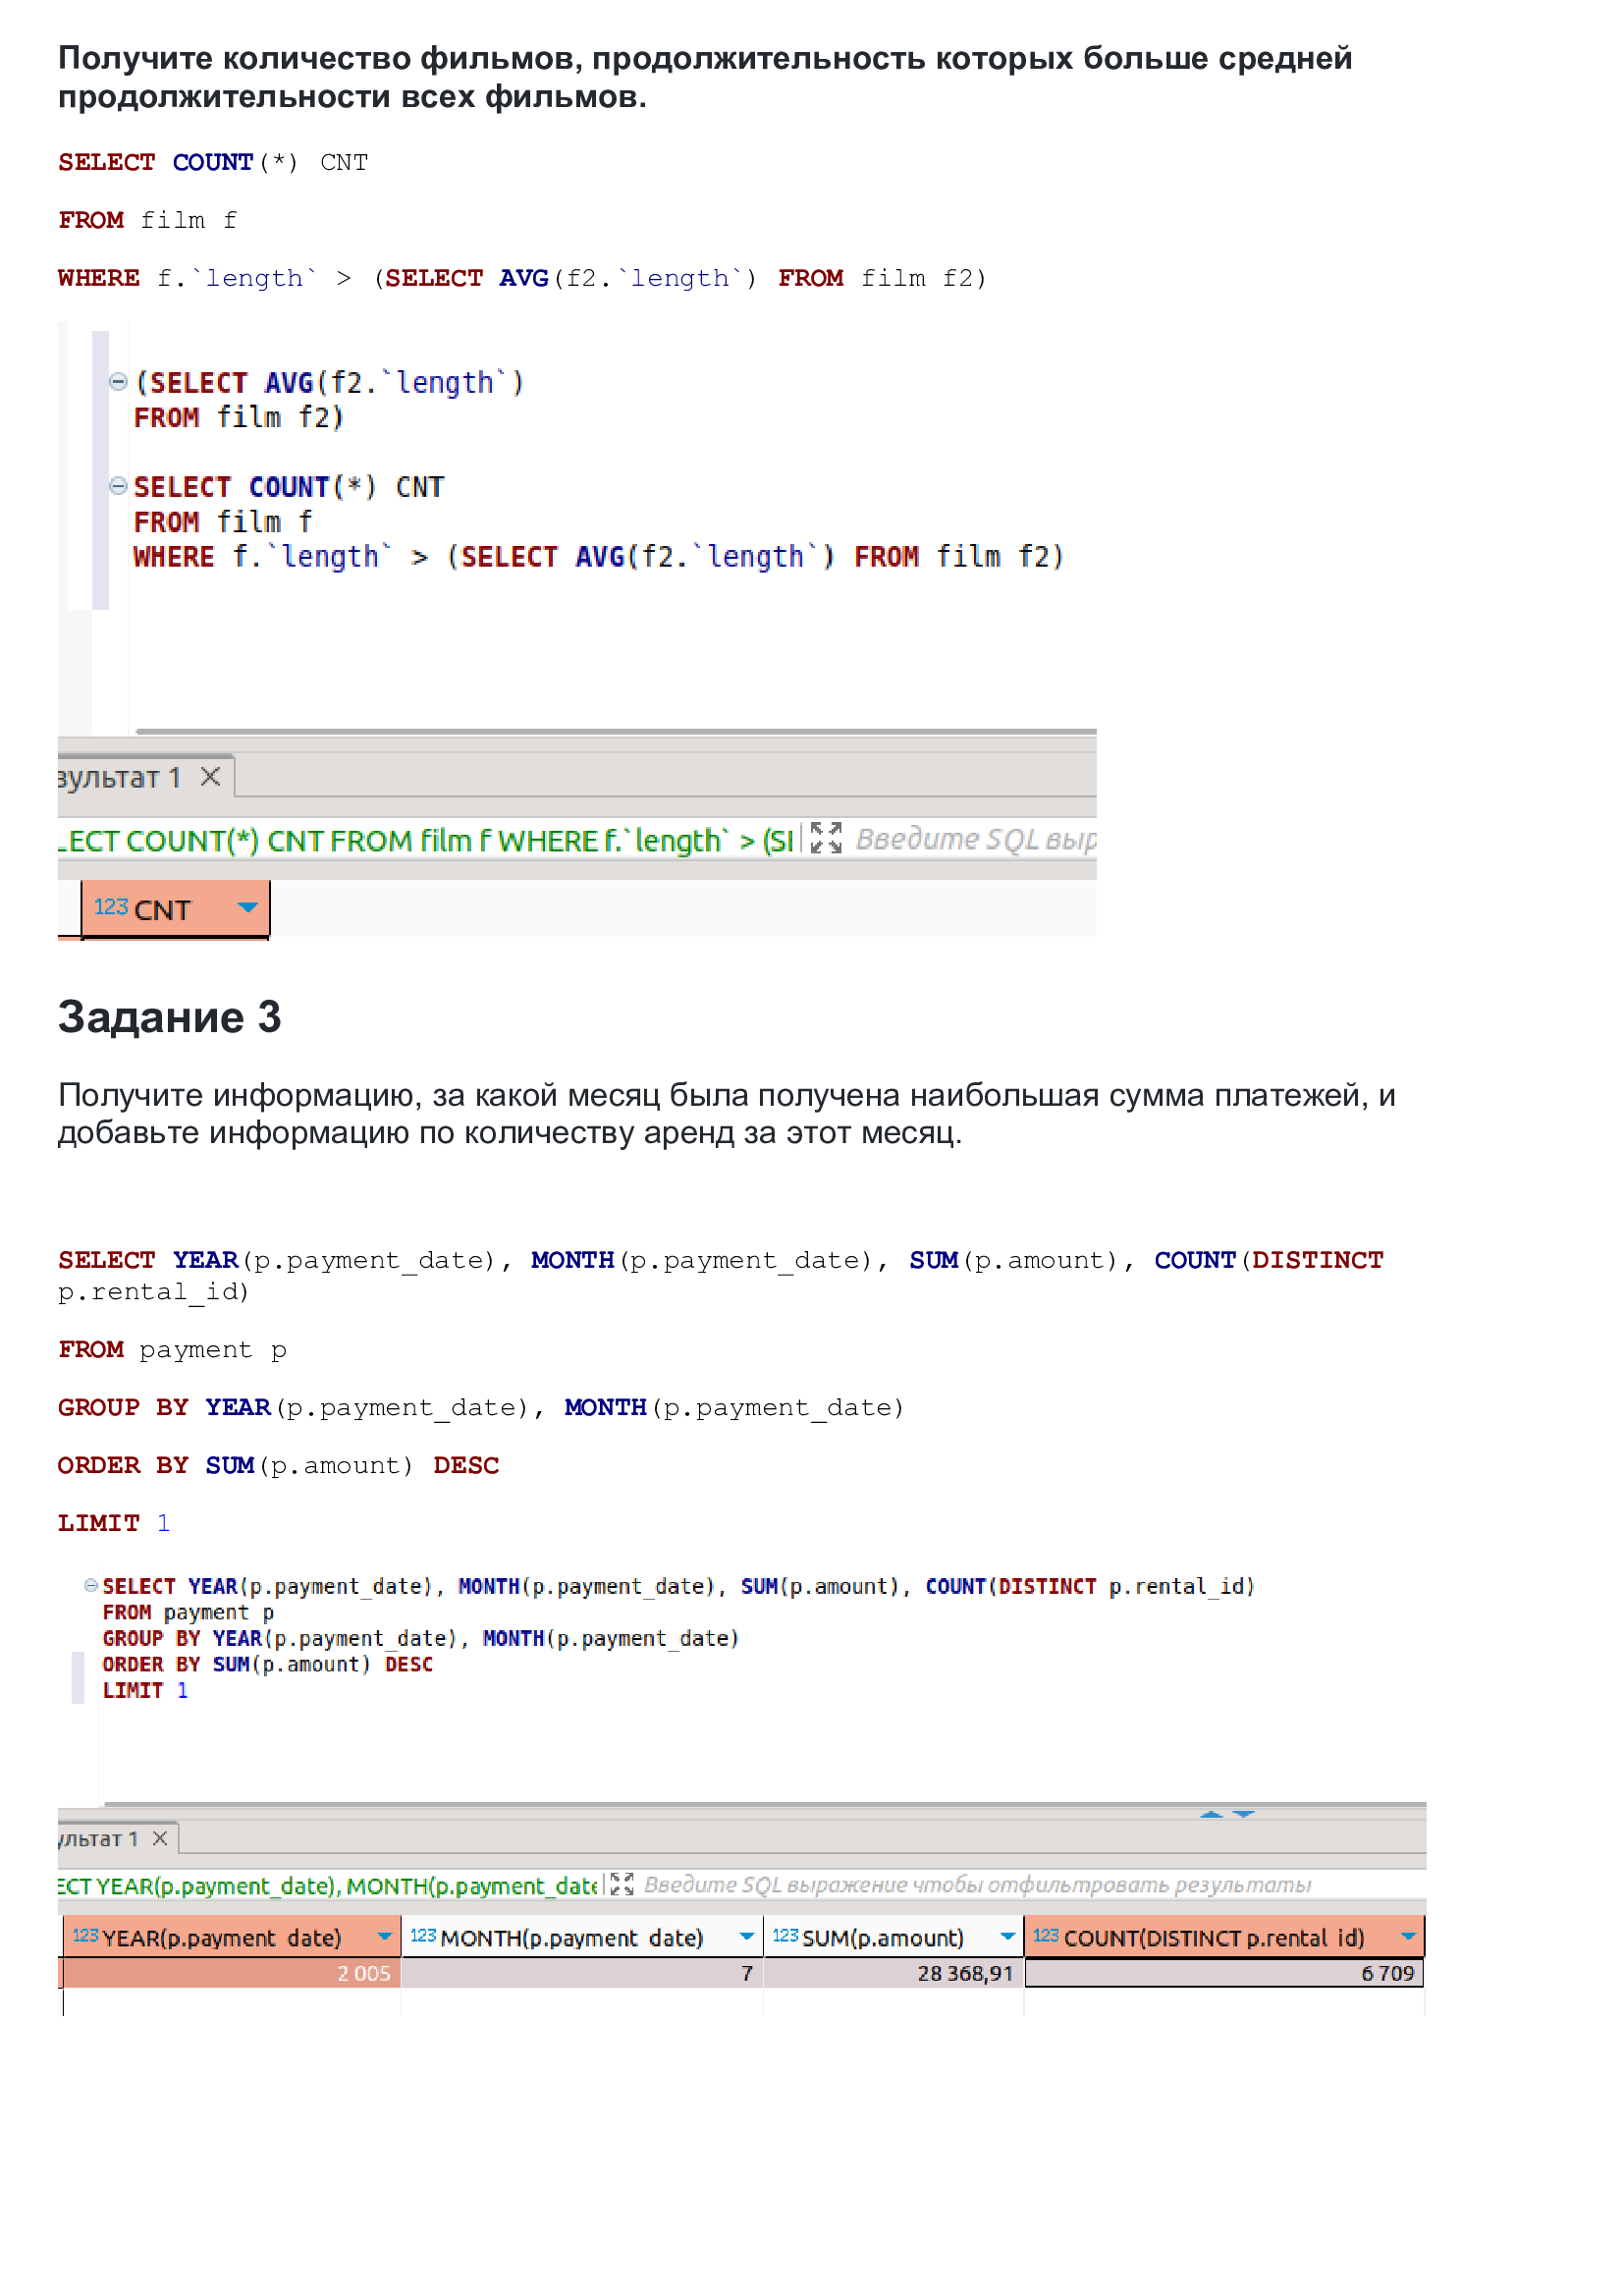 Получите количество фильмов, продолжительность которых больше средней
продолжительности всех фильмов.
SELECT COUNT(*) CNT
FROM film f
WHERE f.`length` > (SELECT AVG(f2.`length`) FROM film f2)
(SELECT AVG(f2.`length`)
FROM film f2)
SELECT COUNT(*) CNT
FROM film f
WHERE f.`length` > (SELECT AVG(f2.`length`) FROM film f2)
зультат 1
LECT COUNT(*) CNT FROM film f WHERE f.`length` > (SE Введите SQL выр
123 CNT
Задание 3
Получите информацию, за какой месяц была получена наибольшая сумма платежей, и
добавьте информацию по количеству аренд за этот месяц.
SELECT YEAR(p.payment_date), MONTH(p.payment_date), SUM(p.amount), COUNT(DISTINCT
p.rental_id)
FROM payment p
GROUP BY YEAR(p.payment_date), MONTH(p.payment_date)
ORDER BY SUM(p.amount) DESC
LIMIT 1
SELECT YEAR(p.payment_date), MONTH(p.payment_date), SUM(p.amount), COUNT(DISTINCT p.rental_id)
FROM payment p
GROUP BY YEAR(p.payment_date), MONTH(p.payment_date)
ORDER BY SUM(p.amount) DESC
LIMIT 1
ультат 1
ECT YEAR(p.payment_date), MONTH(p.payment_date Введите SQL выражение чтобы отфильтровать результаты
123 YEAR(p.payment_date) 123 MONTH(p.payment_date) 123 SUM(p.amount) 123 COUNT(DISTINCT p.rental_id)
2 005 7 28 368,91 6 709